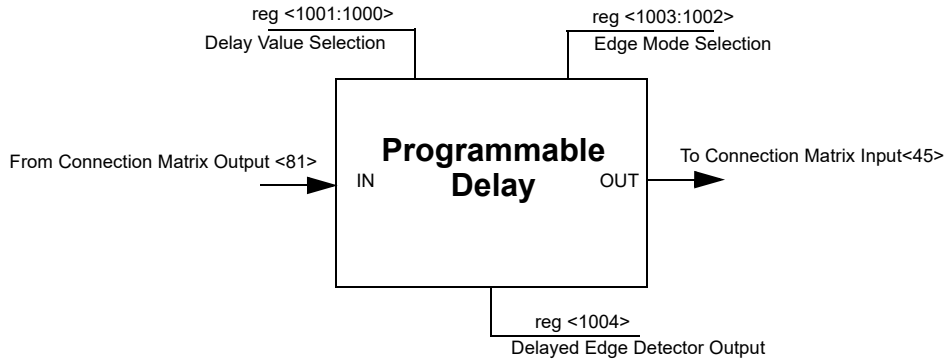 reg <1001:1000>
Delay Value Selection
reg <1003:1002>
Edge Mode Selection
From Connection Matrix Output <81>
IN
Programmable
Delay
OUT
To Connection Matrix Input<45>
reg <1004>
Delayed Edge Detector Output